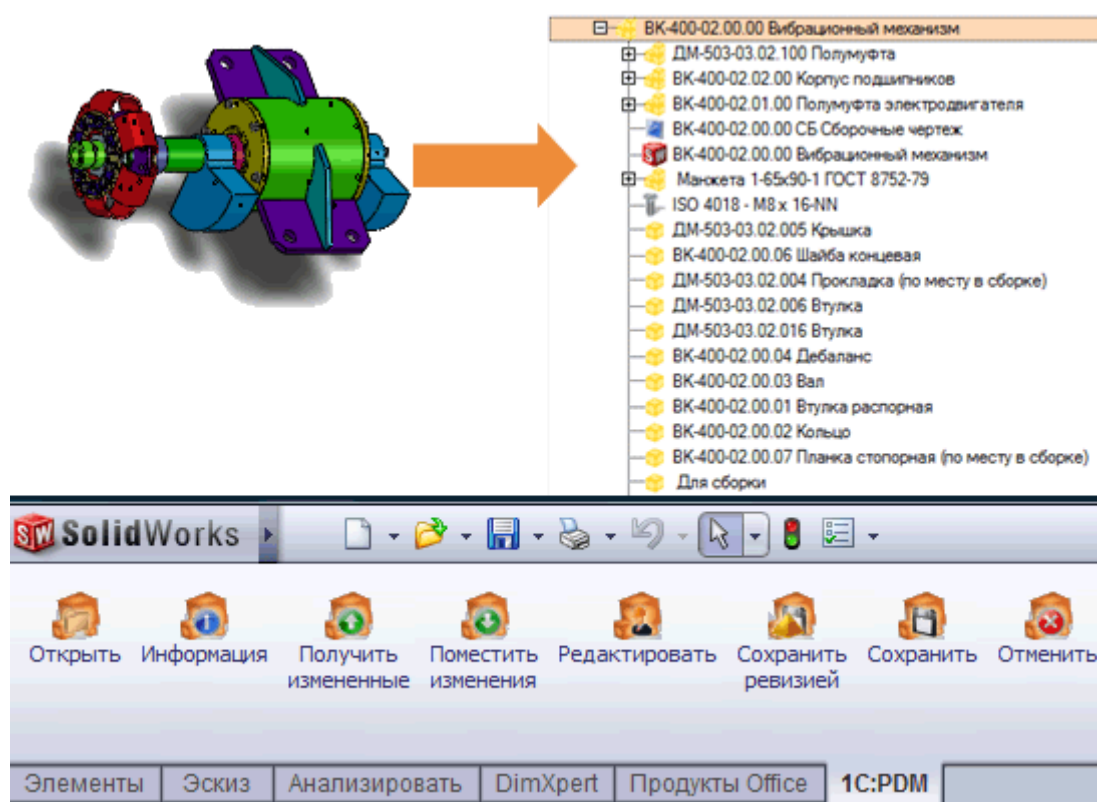 ВК-400-02.00.00 Вибрационный механизм
ДМ-503-03.02.100 Полумуфта
ВК-400-02.02.00 Корпус подшипников
ВК-400-02.01.00 Полумуфта электродвигателя
ВК-400-02.00.00 СБ Сборочные чертеж
ВК-400-02.00.00 Вибрационный механизм
Манжета 1-65х90-1 ГОСТ 8752-79
ISO 4018 - M8 x 16-NN
ДМ-503-03.02.005 Крышка
ВК-400-02.00.06 Шайба концевая
ДМ-503-03.02.004 Прокладка (по месту в сборке)
ДМ-503-03.02.006 Втулка
ДМ-503-03.02.016 Втулка
ВК-400-02.00.04 Дебаланс
ВК-400-02.00.03 Вал
ВК-400-02.00.01 Втулка распорная
ВК-400-02.00.02 Кольцо
ВК-400-02.00.07 Планка стопорная (по месту в сборке)
Для сборки
SW SolidWorks
Открыть Информация Получить Поместить Редактировать Сохранить Сохранить Отменить
измененные изменения ревизией
Элементы Эскиз Анализировать DimXpert Продукты Office 1C:PDM